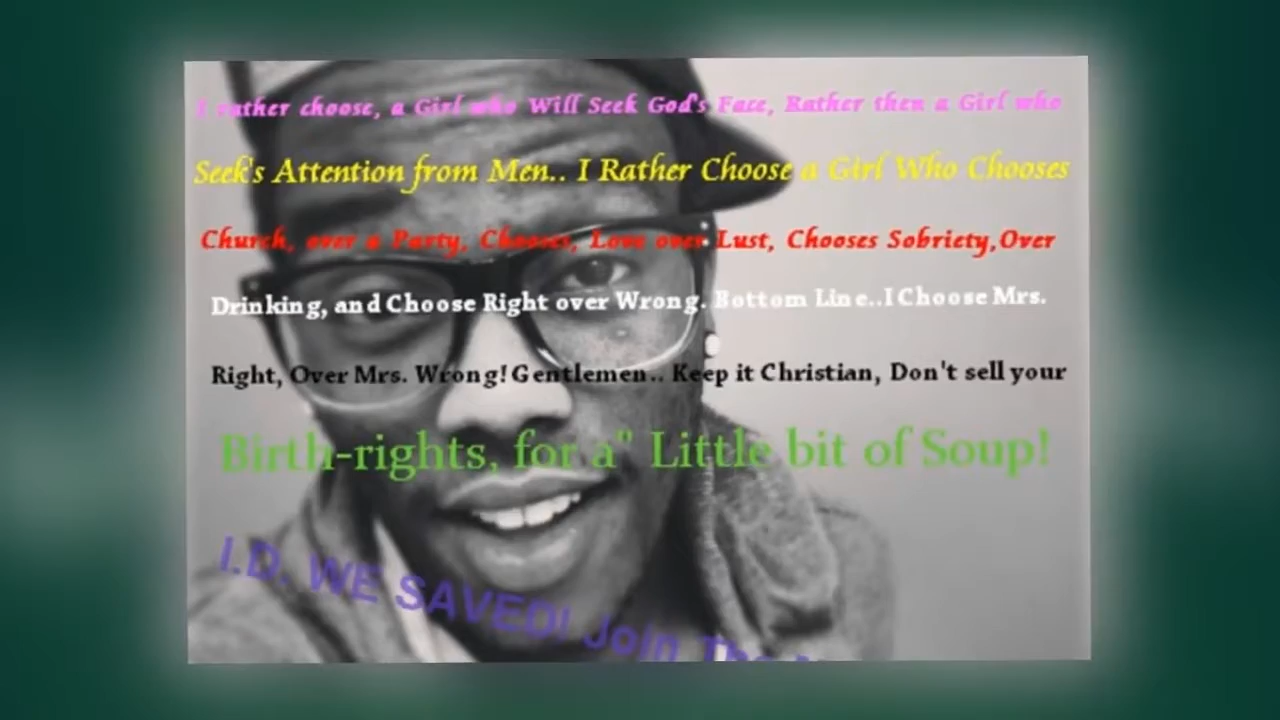 I rather choose, a Girl who Will Seek God's Face, Rather then a Girl who
Seek's Attention from Men.. I Rather Choose a Girl Who Chooses
Church, over a Party, Chooses, Love over Lust, Chooses Sobriety,Over
Drinking, and Choose Right over Wrong. Bottom Line..I Choose Mrs.
Right, Over Mrs. Wrong! Gentlemen.. Keep it Christian, Don't sell your
Birth-rights, for a" Little bit of Soup!
I.D. WE SAVED! Join The